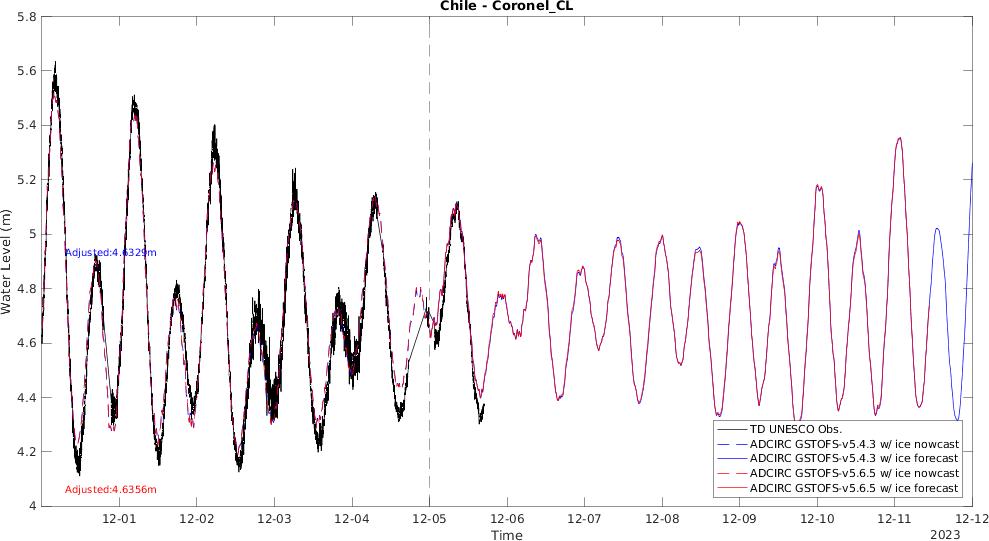 Chile - Coronel_CL
5.8
5.6
5.4
5.2
5
4.8
4.6
4.4
4.2
4
Water Level (m)
Adjusted:4.6329m
Adjusted:4.6356m
TD UNESCO Obs.
ADCIRC GSTOFS-v5.4.3 w/ ice nowcast
ADCIRC GSTOFS-v5.4.3 w/ ice forecast
ADCIRC GSTOFS-v5.6.5 w/ ice nowcast
ADCIRC GSTOFS-v5.6.5 w/ ice forecast
12-01 12-02 12-03 12-04 12-05 12-06 12-07 12-08 12-09 12-10 12-11 12-12
Time
2023